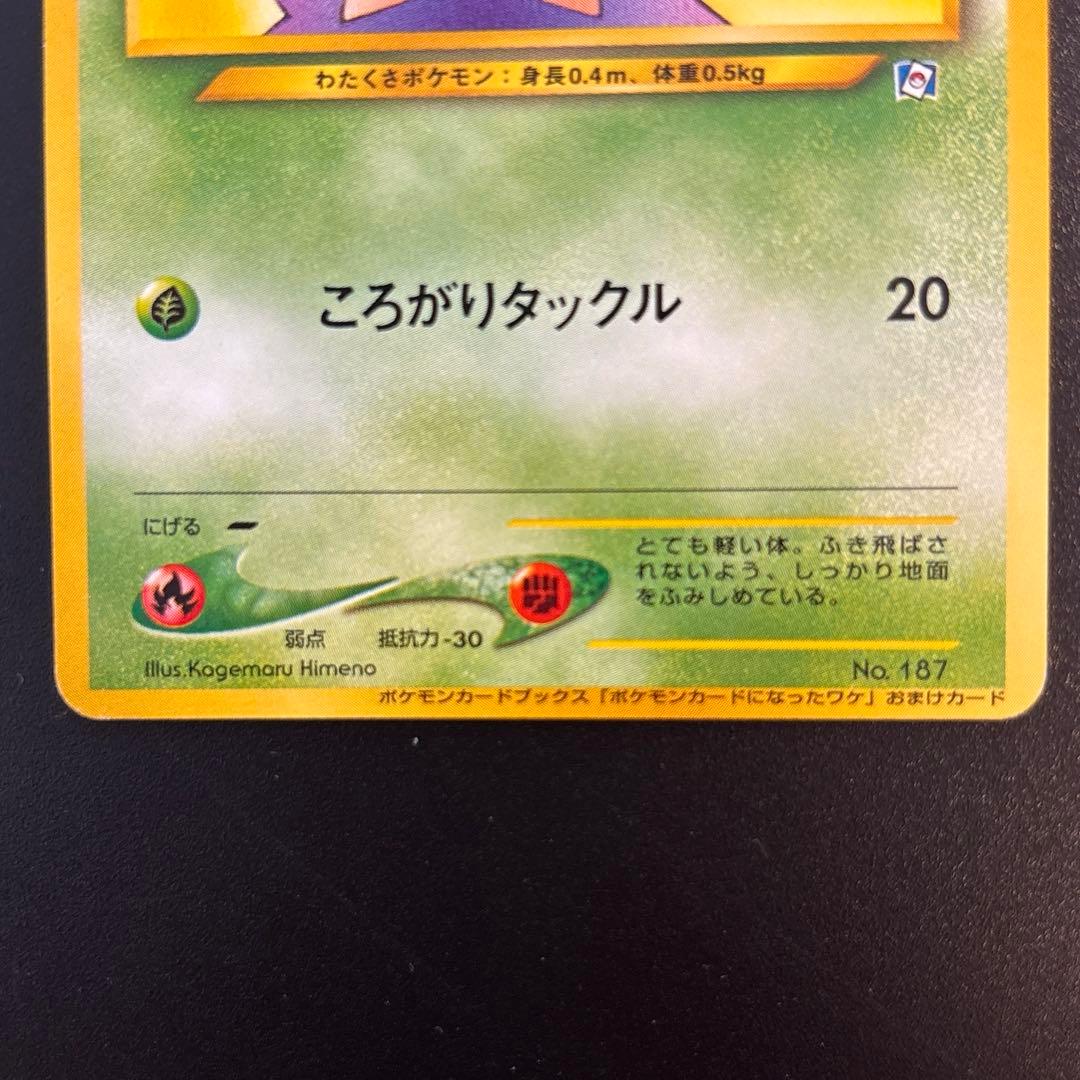 わたくさポケモン：身長0.4m、体重0.5kg
ころがりタックル 20
にげる
とても軽い体。ふき飛ばさ
れないよう、しっかり地面
をふみしめている。
弱点 抵抗力-30
Illus.Kagemaru Himeno No. 187
ポケモンカードブックス「ポケモンカードになったワケ」おまけカード